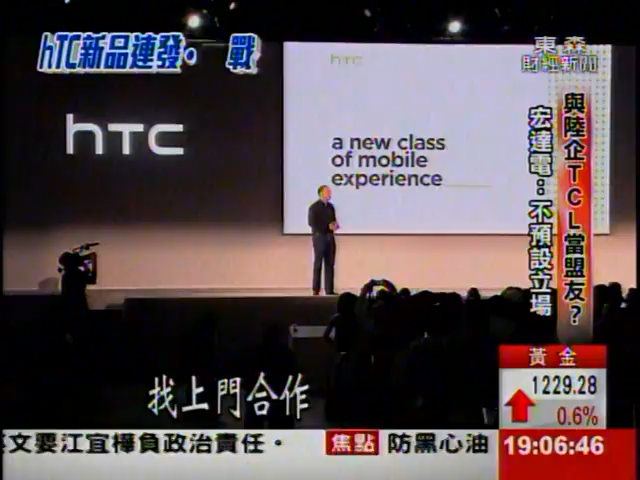 hTC新品連發。 戰
東森
財經新聞
hTC
hTC
a new class
of mobile
experience
與陸企TCL當盟友?
宏達電:不預設立場
黃金
1229.28
0.6%
找上門合作
文要江宜樺負政治責任。
焦點 防黑心油
19:06:46